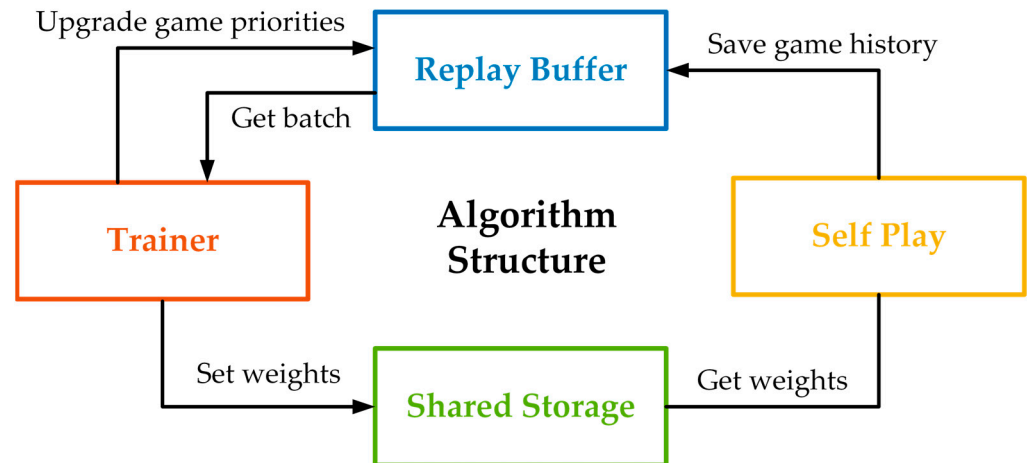 Upgrade game priorities
Replay Buffer
Save game history
Get batch
Trainer
Algorithm
Structure
Self Play
Set weights
Shared Storage
Get weights